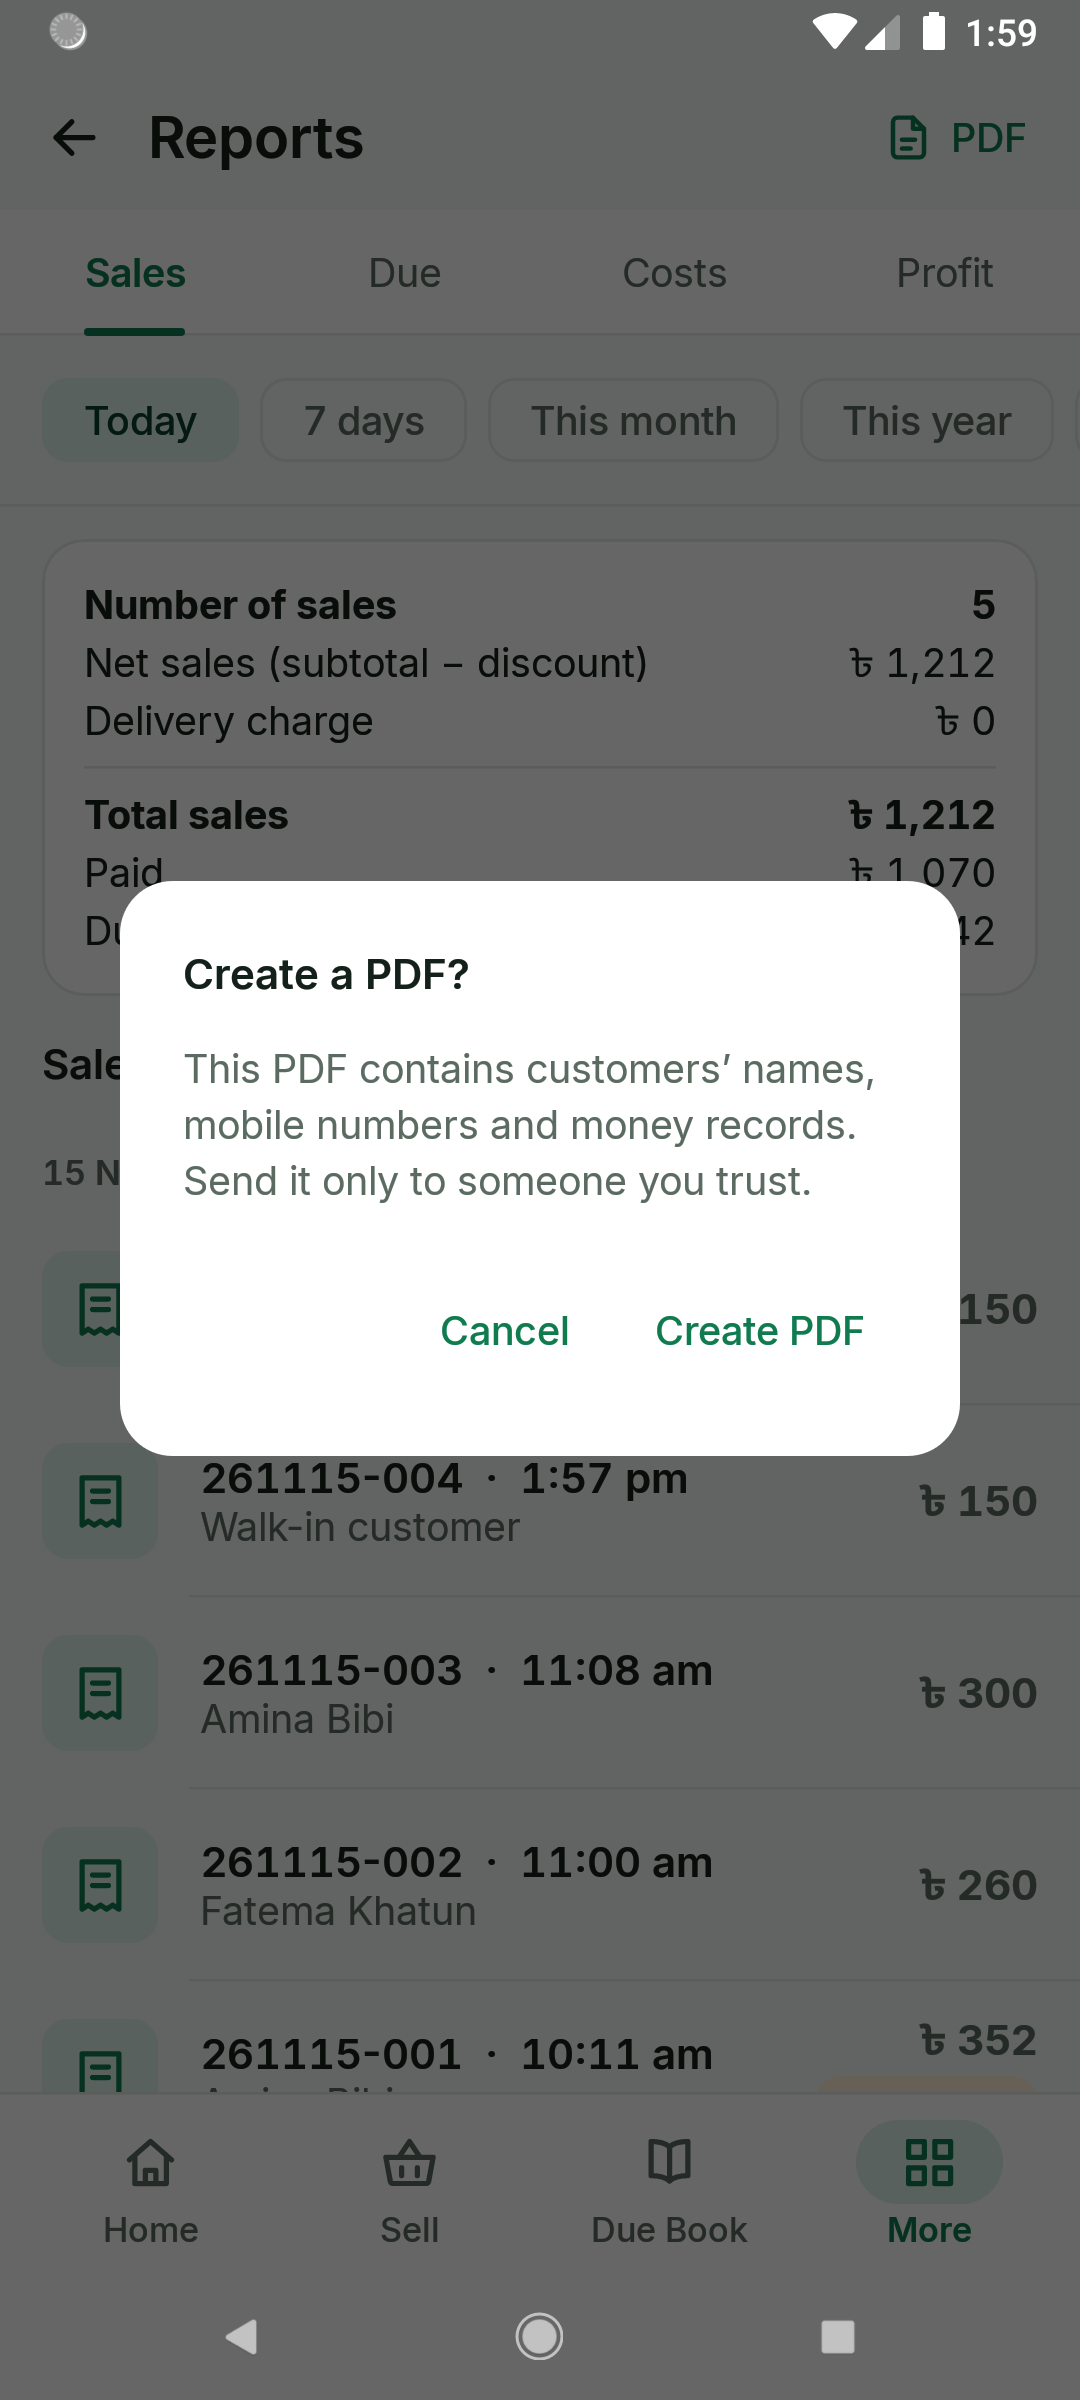 1:59
Reports
PDF
Sales Due Costs Profit
Today 7 days This month This year
Number of sales 5
Net sales (subtotal – discount) ৳ 1,212
Delivery charge ৳ 0
Total sales ৳ 1,212
Paid ৳ 1,070
Create a PDF?
This PDF contains customers’ names,
mobile numbers and money records.
Send it only to someone you trust.
Cancel Create PDF
150
261115-004 · 1:57 pm
Walk-in customer
৳ 150
261115-003 · 11:08 am
Amina Bibi
৳ 300
261115-002 · 11:00 am
Fatema Khatun
৳ 260
261115-001 · 10:11 am
৳ 352
Home Sell Due Book More